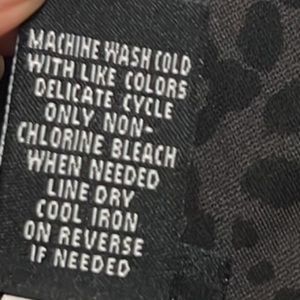 MACHINE WASH COLD
WITH LIKE COLORS
DELICATE CYCLE
ONLY NON-
CHLORINE BLEACH
WHEN NEEDED
LINE DRY
COOL IRON
ON REVERSE
IF NEEDED